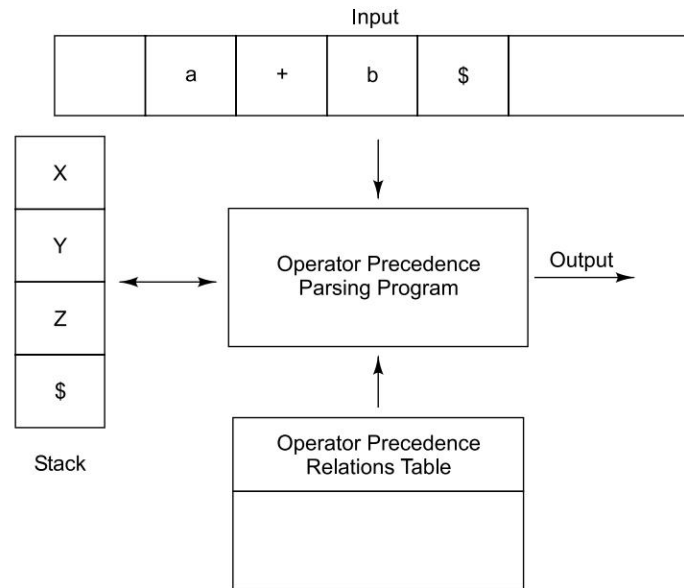 Input
a + b $
X
Y
Z
$
Stack
Operator Precedence
Parsing Program
Output
Operator Precedence
Relations Table